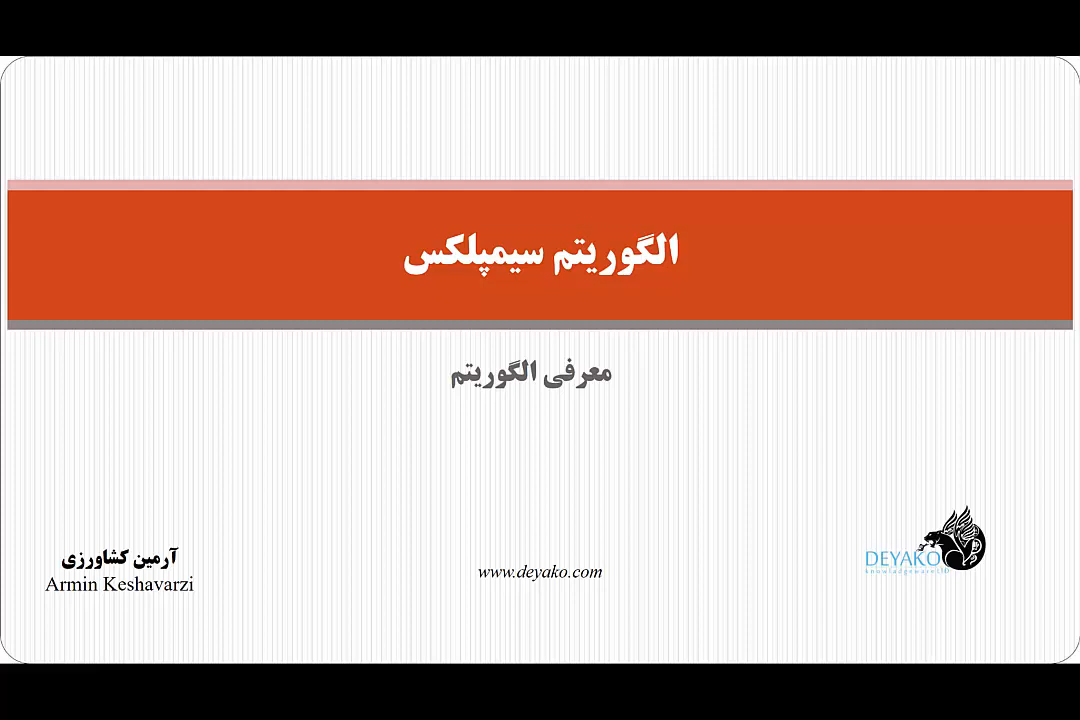 الگوریتم سیمپلکس
معرفی الگوریتم
آرمین کشاورزی
Armin Keshavarzi
www.deyako.com
DEYAKO